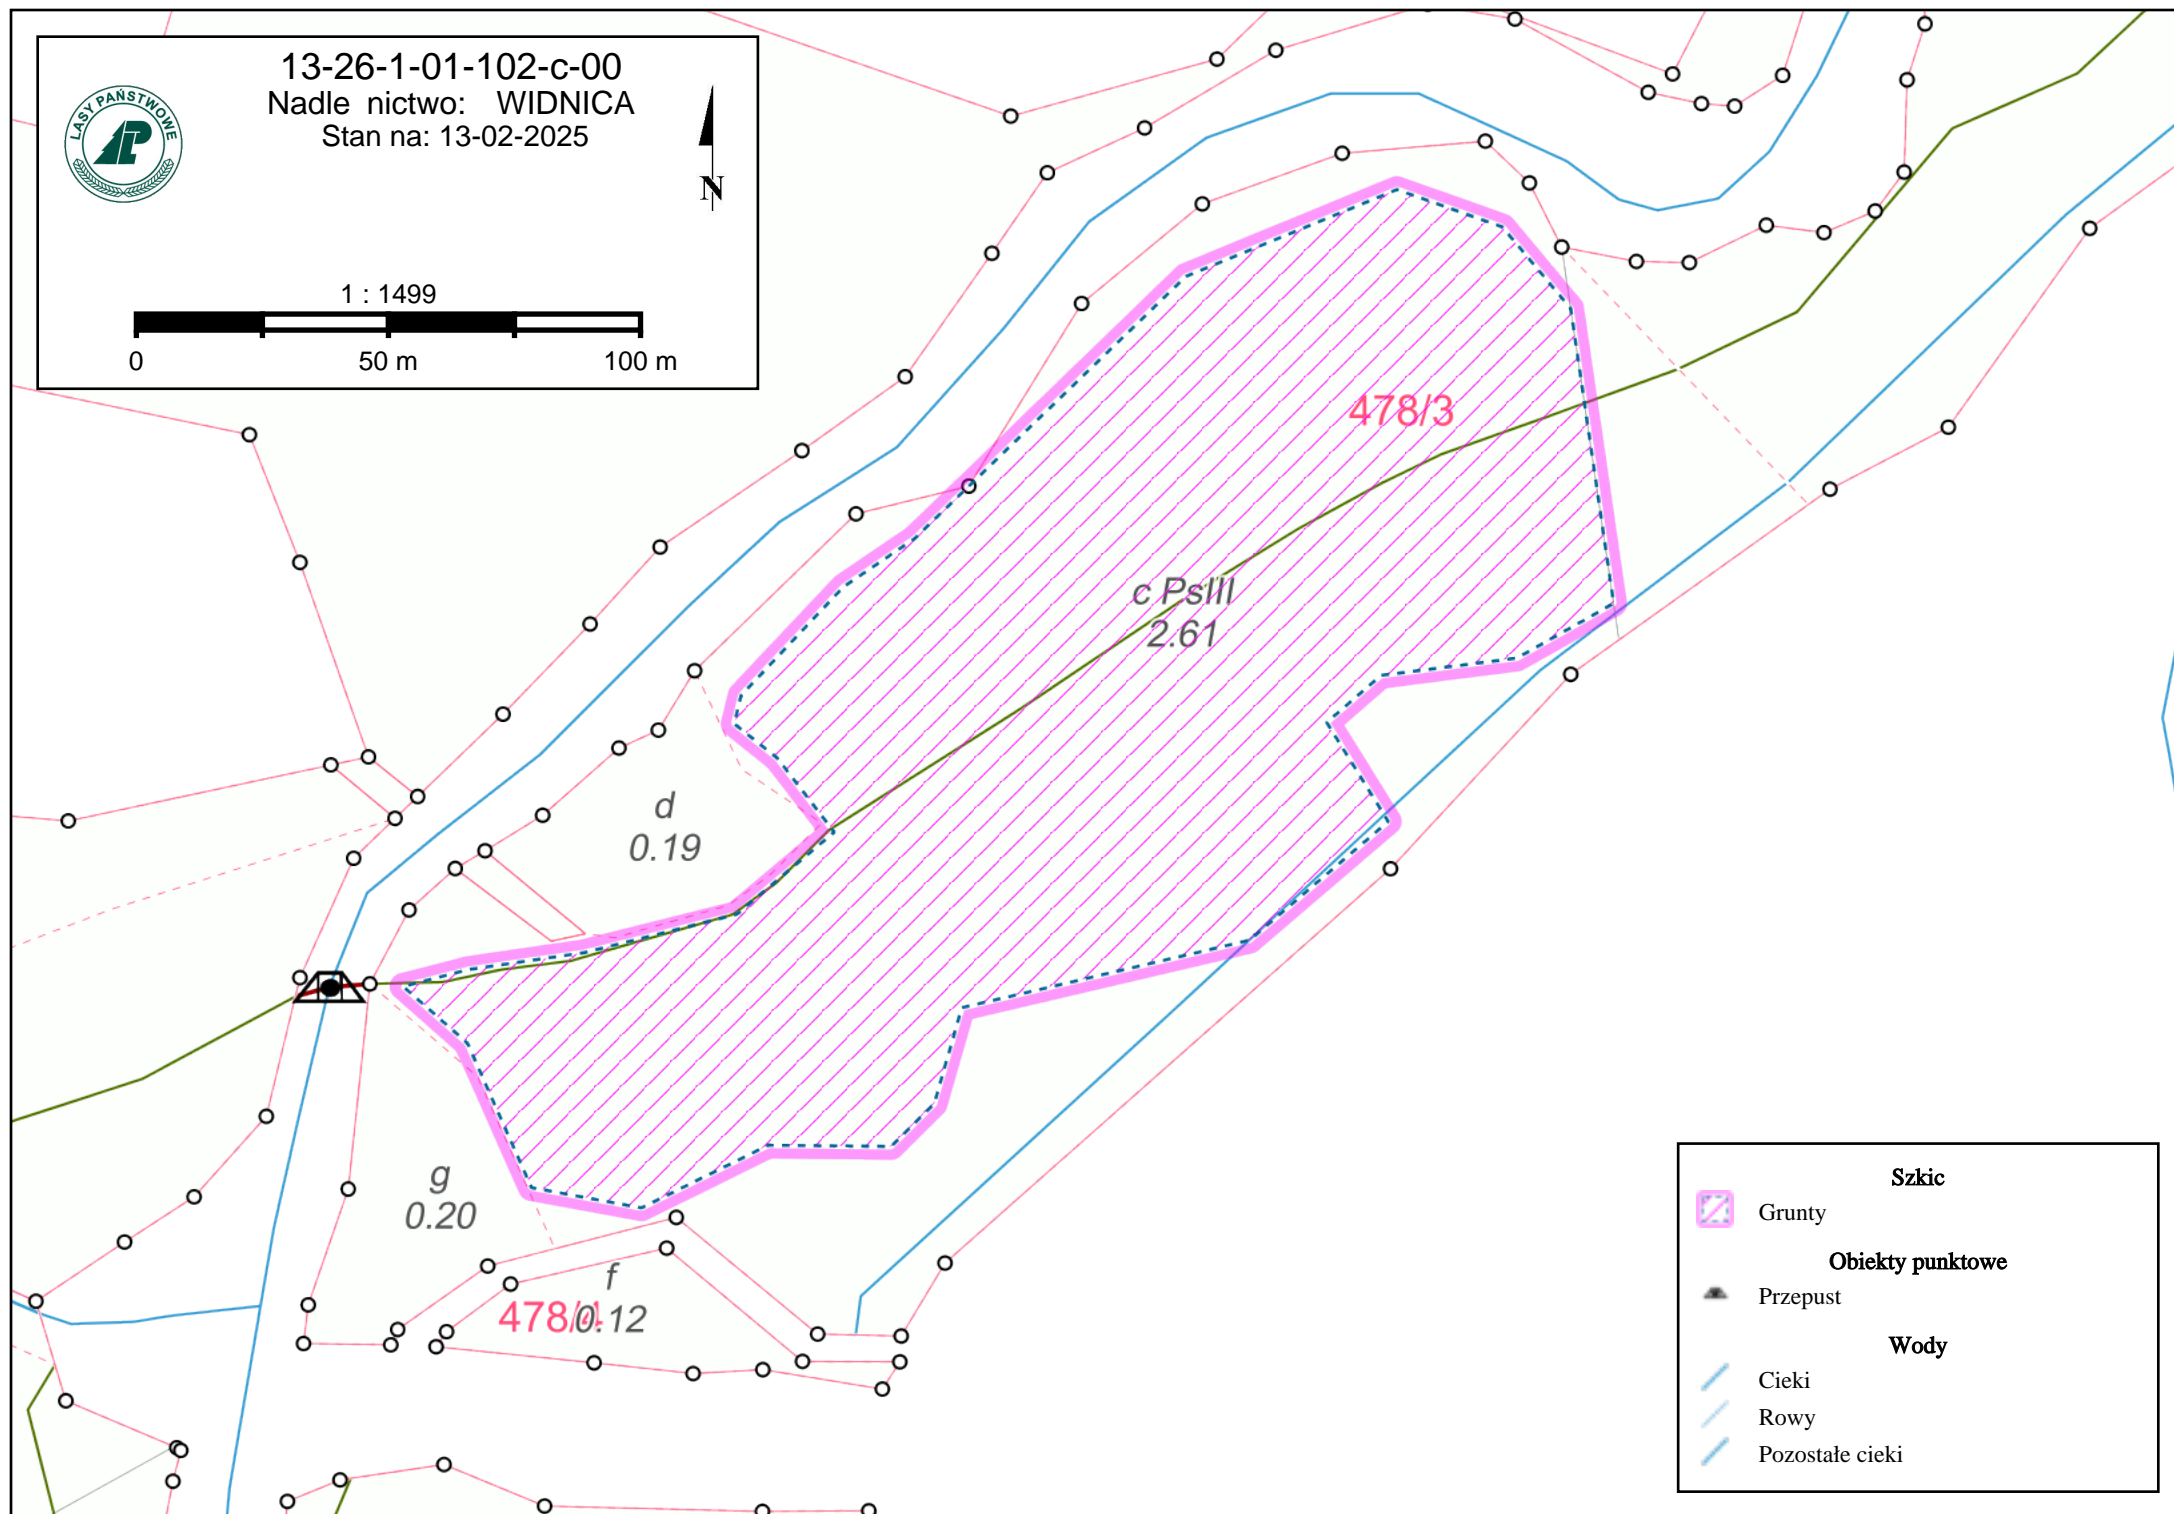 13-26-1-01-102-c-00
Nadle nictwo: WIDNICA
Stan na: 13-02-2025
LASY PAŃSTWOWE
N
1 : 1499
0 50 m 100 m
478/3
c PsIII
2.61
d
0.19
g
0.20
f
478/4 0.12
Szkic
Grunty
Obiekty punktowe
Przepust
Wody
Cieki
Rowy
Pozostałe cieki